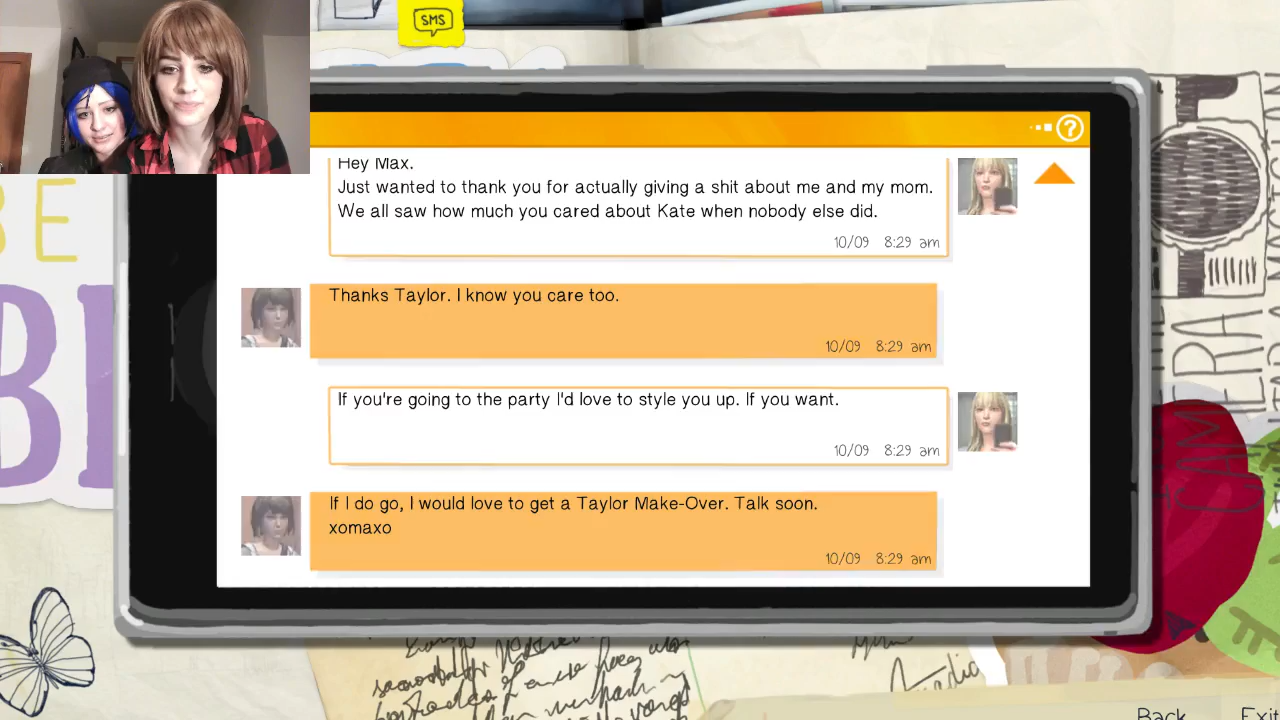 SMS
Hey Max.
Just wanted to thank you for actually giving a shit about me and my mom.
We all saw how much you cared about Kate when nobody else did.
10/09 8:29 am
Thanks Taylor. I know you care too.
10/09 8:29 am
If you're going to the party I'd love to style you up. If you want.
10/09 8:29 am
If I do go, I would love to get a Taylor Make-Over. Talk soon.
xomaxo
10/09 8:29 am
?
BE
CAMERA
Back
Exit